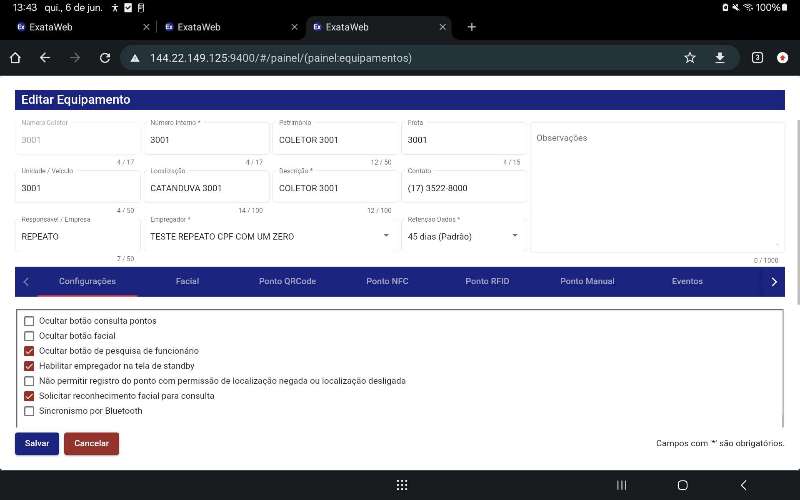 13:43 qui., 6 de jun. 100%
ExataWeb ExataWeb ExataWeb
144.22.149.125:9400/#/painel/(painel:equipamentos) 3
Editar Equipamento
Número Coletor Número Interno * Patrimônio Frota
3001 3001 COLETOR 3001 3001 Observações
4 / 17 4 / 17 12 / 50 4 / 15
Unidade / Veículo Localização Descrição * Contato
3001 CATANDUVA 3001 COLETOR 3001 (17) 3522-8000
4 / 50 14 / 100 12 / 100
Responsável / Empresa Empregador * Retenção Dados *
REPEATO TESTE REPEATO CPF COM UM ZERO 45 dias (Padrão)
7 / 50 0 / 1000
Configurações Facial Ponto QRCode Ponto NFC Ponto RFID Ponto Manual Eventos
Ocultar botão consulta pontos
Ocultar botão facial
Ocultar botão de pesquisa de funcionário
Habilitar empregador na tela de standby
Não permitir registro do ponto com permissão de localização negada ou localização desligada
Solicitar reconhecimento facial para consulta
Sincronismo por Bluetooth
Salvar Cancelar Campos com '*' são obrigatórios.